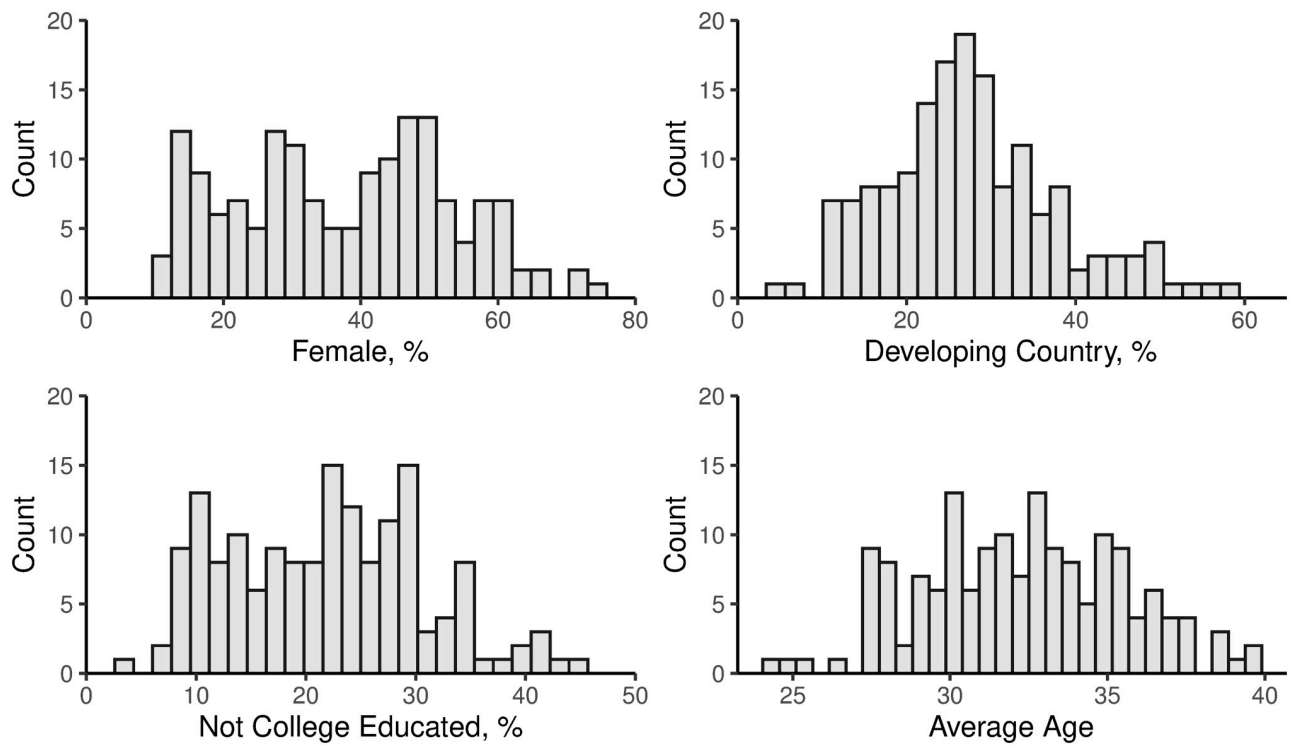 20
15
10
5
0
Count
0 20 40 60 80
Female, %
20
15
10
5
0
Count
0 20 40 60
Developing Country, %
20
15
10
5
0
Count
0 10 20 30 40 50
Not College Educated, %
20
15
10
5
0
Count
25 30 35 40
Average Age